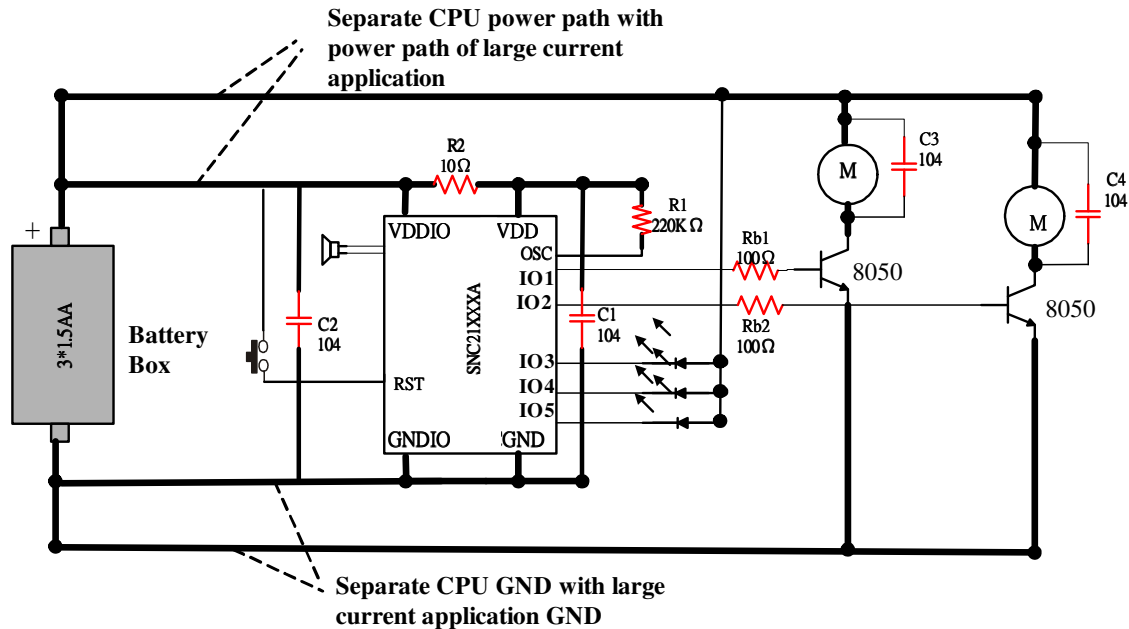 Separate CPU power path with
power path of large current
application
R2
10Ω
C3
104
M
C4
104
M
R1
220KΩ
+
VDDIO
VDD
OSC
IO1
IO2
Rb1
100Ω
8050
8050
Rb2
100Ω
3*1.5AA
Battery
Box
C2
104
SNC21XXXA
C1
104
IO3
IO4
IO5
RST
GNDIO
GND
Separate CPU GND with large
current application GND